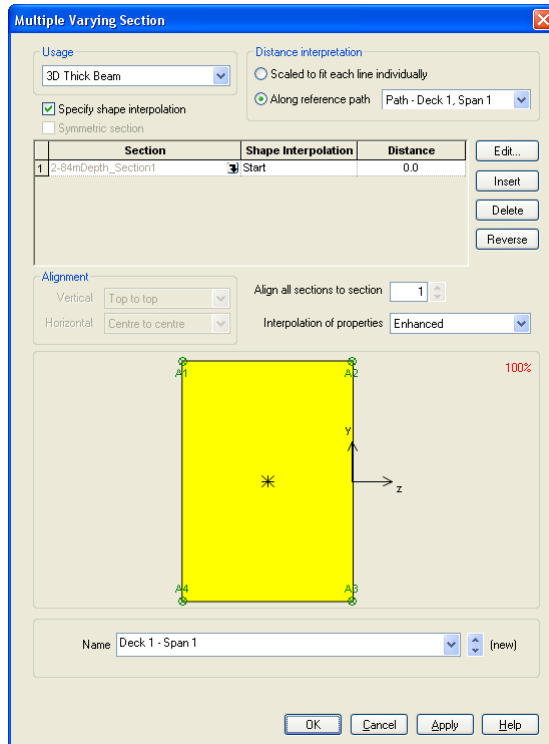 Multiple Varying Section
Usage
Distance interpretation
3D Thick Beam
Scaled to fit each line individually
Along reference path
Path - Deck 1, Span 1
Specify shape interpolation
Symmetric section
Section
Shape Interpolation
Distance
1
2-84mDepth_Section1
Start
0.0
Edit...
Insert
Delete
Reverse
Alignment
Vertical
Top to top
Horizontal
Centre to centre
Align all sections to section
1
Interpolation of properties
Enhanced
100%
A1
A2
y
z
A4
A3
Name
Deck 1 - Span 1
(new)
OK
Cancel
Apply
Help